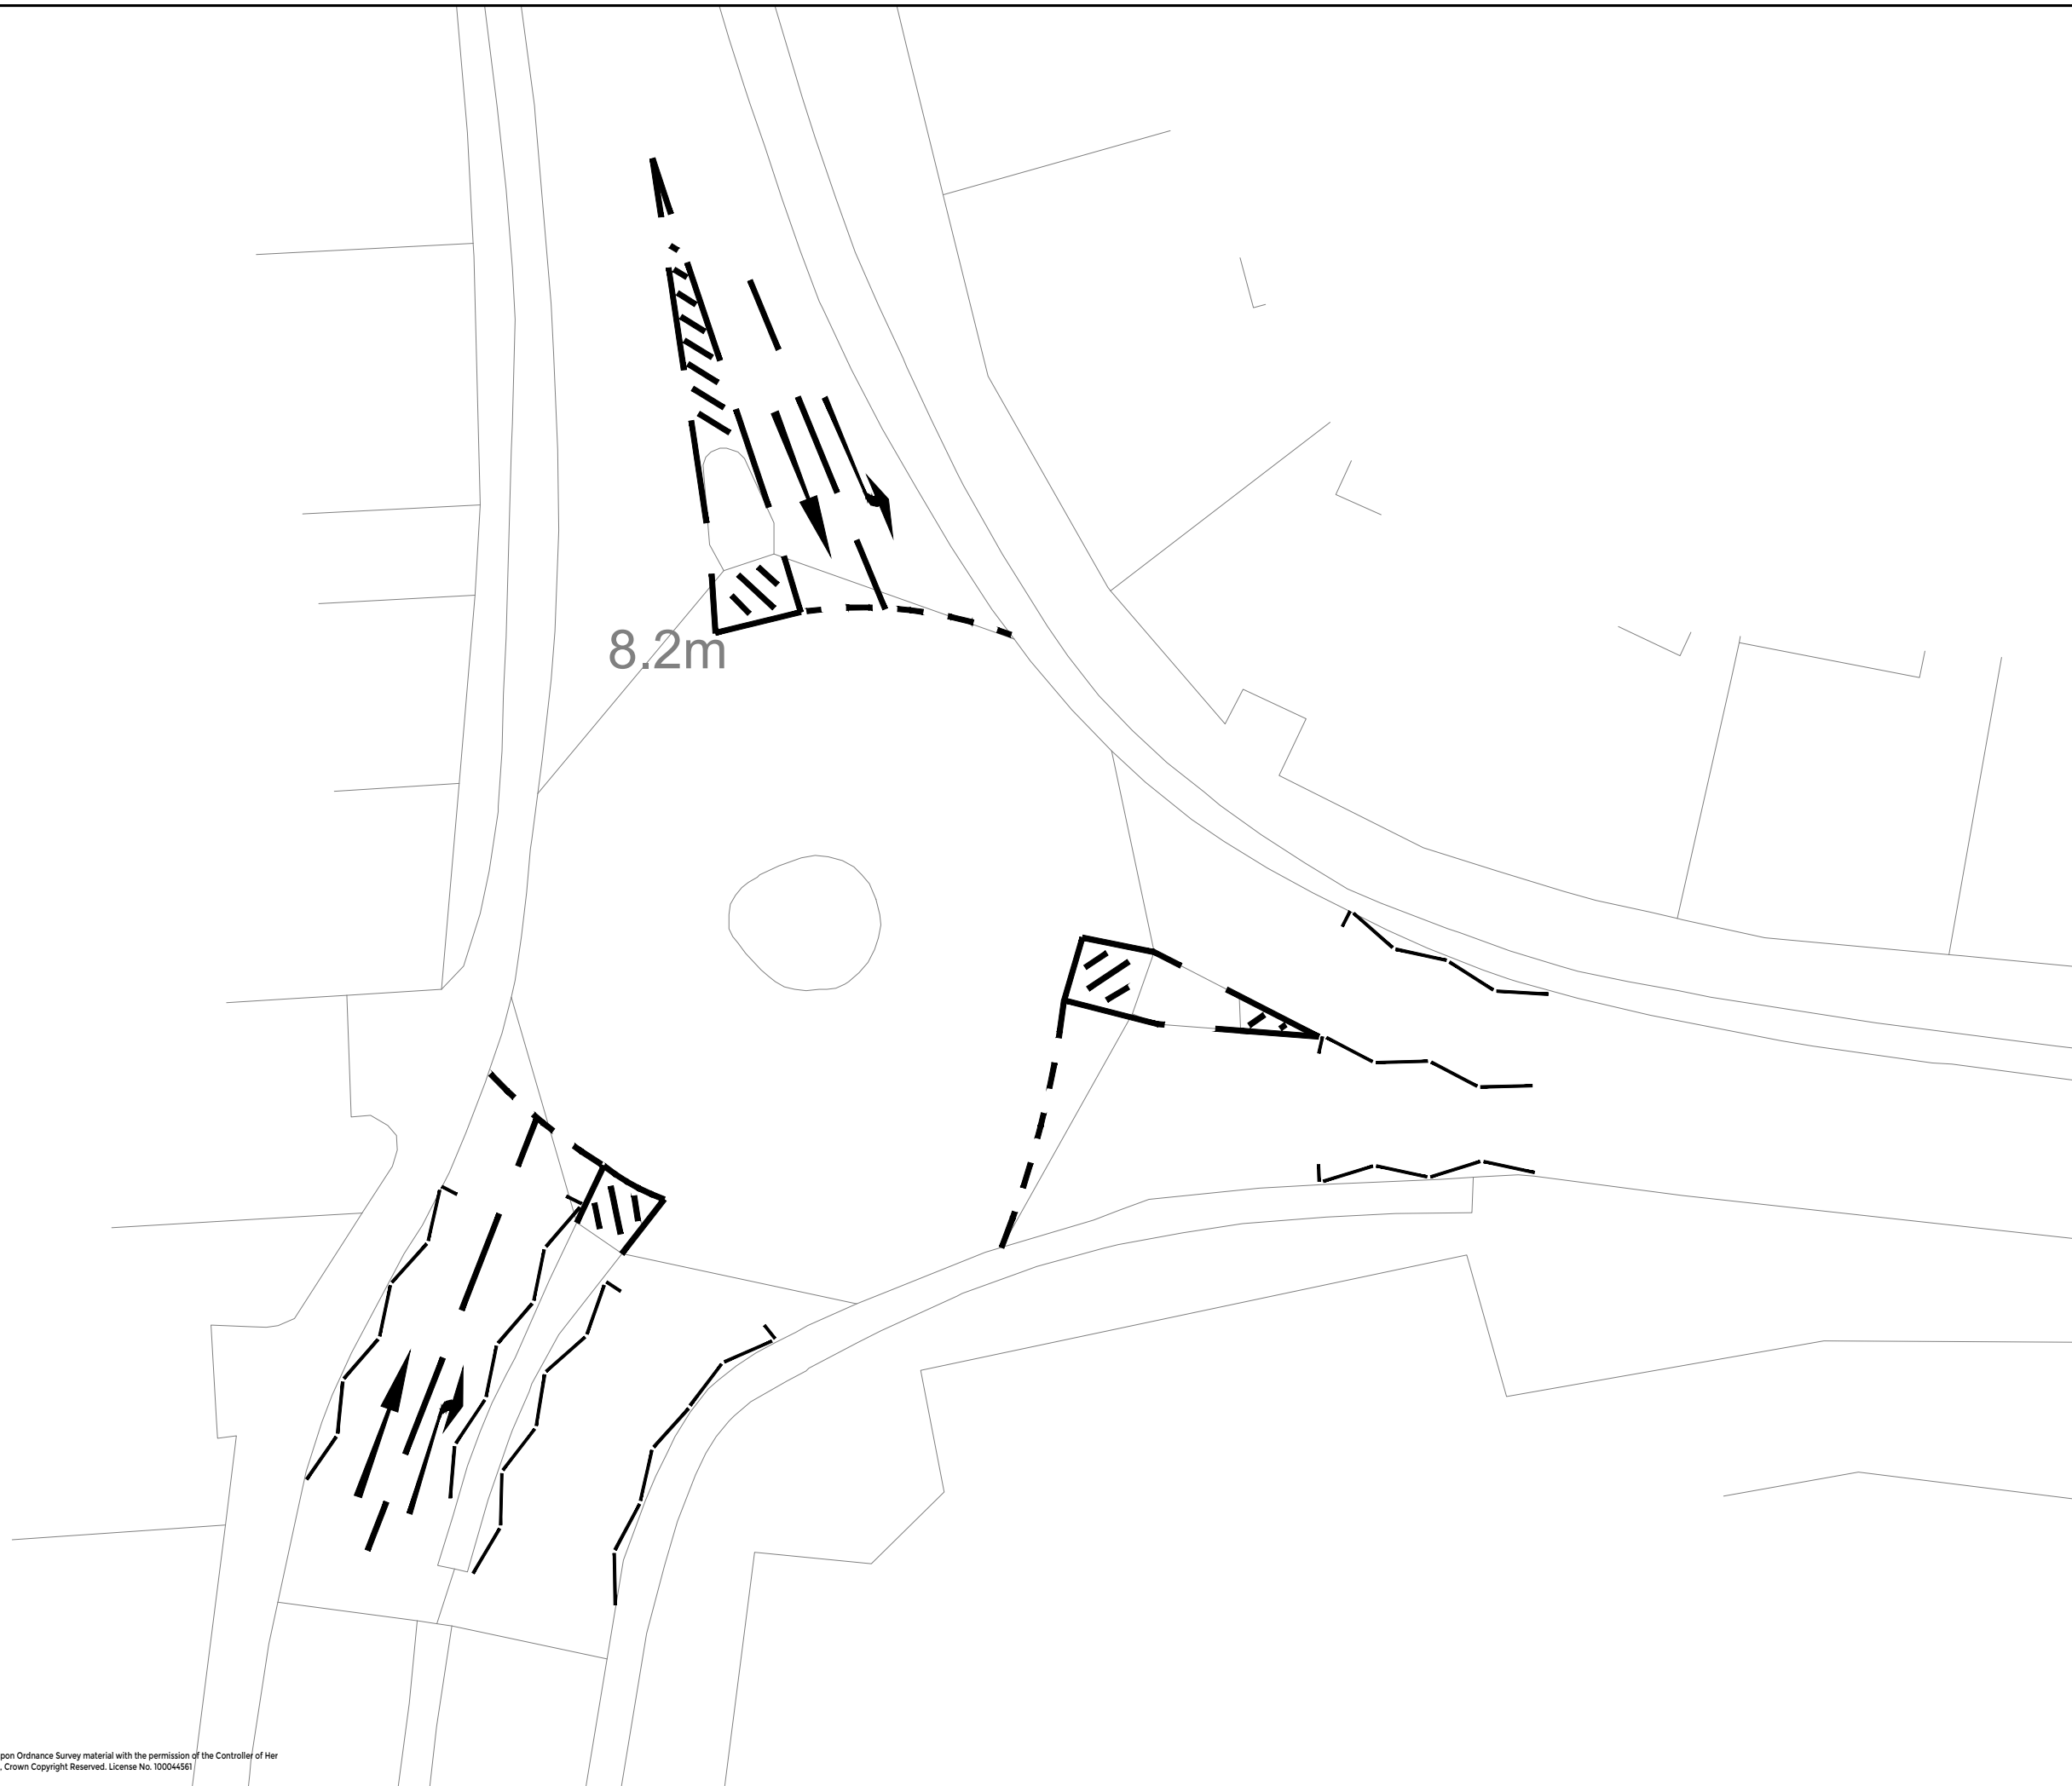 8.2m
pon Ordnance Survey material with the permission of the Controller of Her
, Crown Copyright Reserved. License No. 100044561